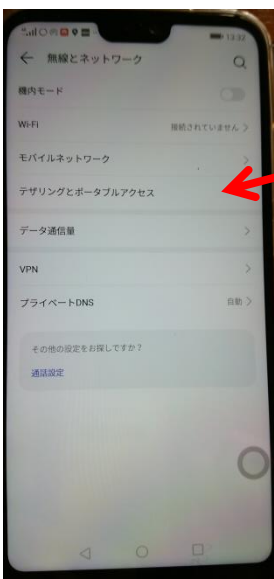 13:33
無線とネットワーク
機内モード
Wi-Fi 接続されていません
モバイルネットワーク
テザリングとポータブルアクセス
データ通信量
VPN
プライベートDNS 自動
その他の設定をお探しですか?
通話設定